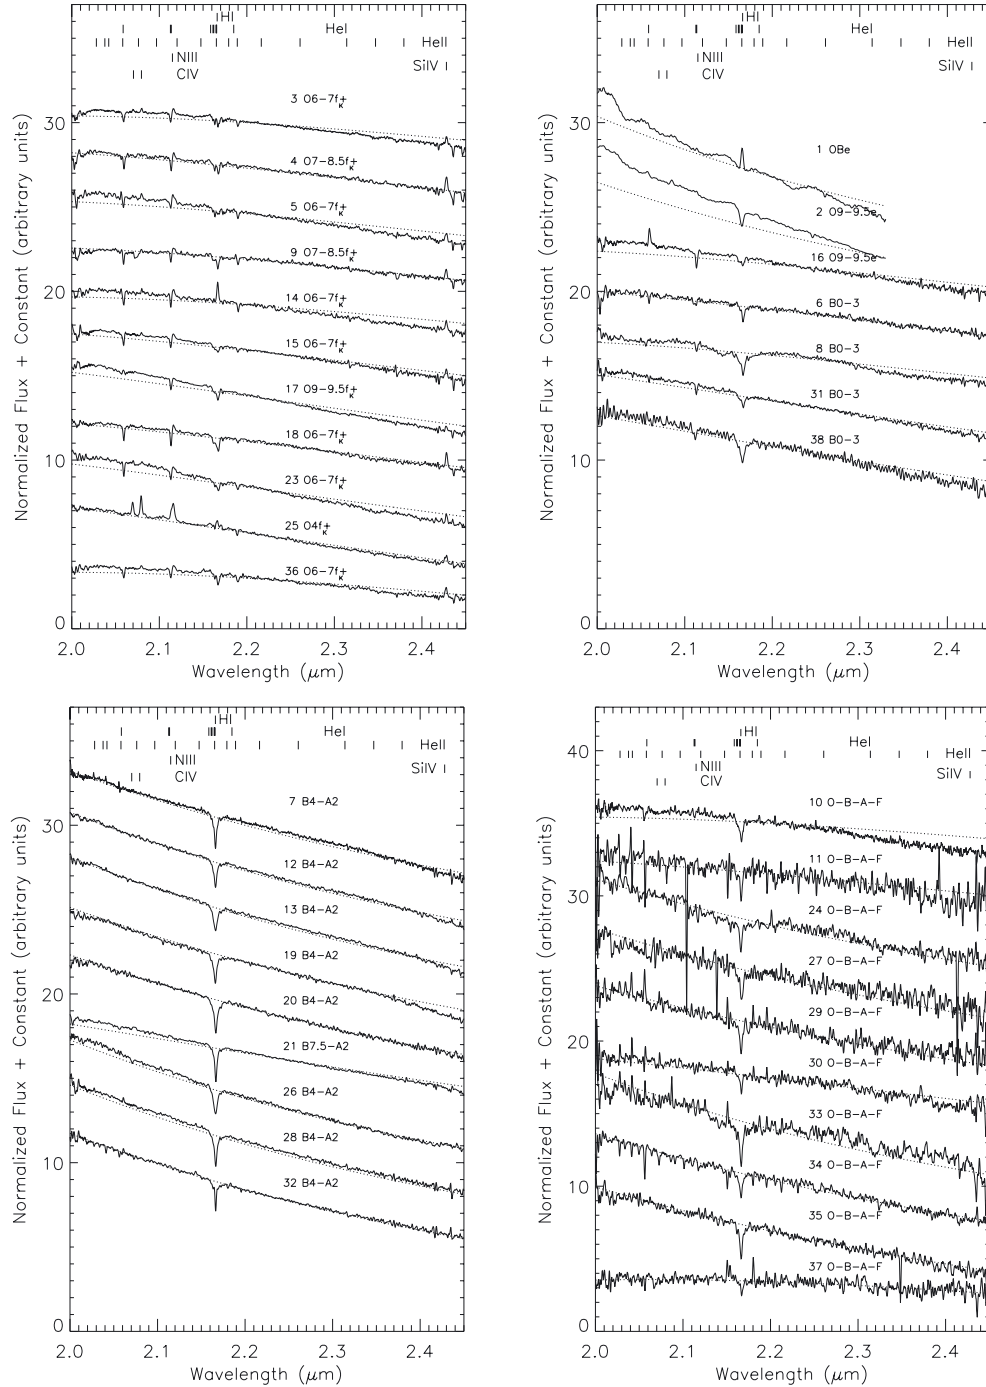 HI
HeI
HeII
NIII
SiIV
CIV
3 O6-7f+
K
4 O7-8.5f+
K
5 O6-7f+
K
9 O7-8.5f+
K
14 O6-7f+
K
15 O6-7f+
K
17 O9-9.5f+
K
18 O6-7f+
K
23 O6-7f+
K
25 O4f+
K
36 O6-7f+
K
30
20
10
0
2.0 2.1 2.2 2.3 2.4
Wavelength (μm)
Normalized Flux + Constant (arbitrary units)
HI
HeI
HeII
NIII
SiIV
CIV
1 OBe
2 O9-9.5e
16 O9-9.5e
6 B0-3
8 B0-3
31 B0-3
38 B0-3
30
20
10
0
2.0 2.1 2.2 2.3 2.4
Wavelength (μm)
Normalized Flux + Constant (arbitrary units)
HI
HeI
HeII
NIII
SiIV
CIV
7 B4-A2
12 B4-A2
13 B4-A2
19 B4-A2
20 B4-A2
21 B7.5-A2
26 B4-A2
28 B4-A2
32 B4-A2
30
20
10
0
2.0 2.1 2.2 2.3 2.4
Wavelength (μm)
Normalized Flux + Constant (arbitrary units)
HI
HeI
HeII
NIII
SiIV
CIV
10 O-B-A-F
11 O-B-A-F
24 O-B-A-F
27 O-B-A-F
29 O-B-A-F
30 O-B-A-F
33 O-B-A-F
34 O-B-A-F
35 O-B-A-F
37 O-B-A-F
40
30
20
10
0
2.0 2.1 2.2 2.3 2.4
Wavelength (μm)
Normalized Flux + Constant (arbitrary units)